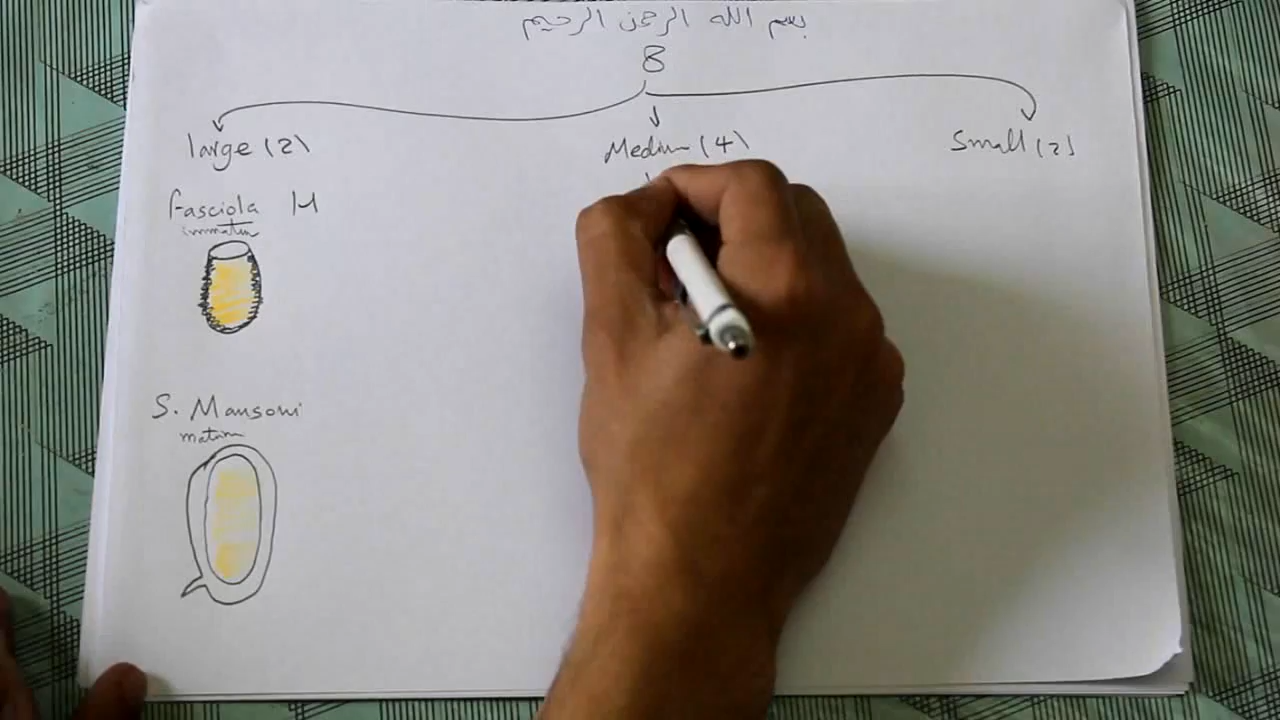 بسم الله الرحمن الرحيم
8
large (2)
Medium (4)
Small (2)
Fasciola H
immature
S. Mansoni
mature